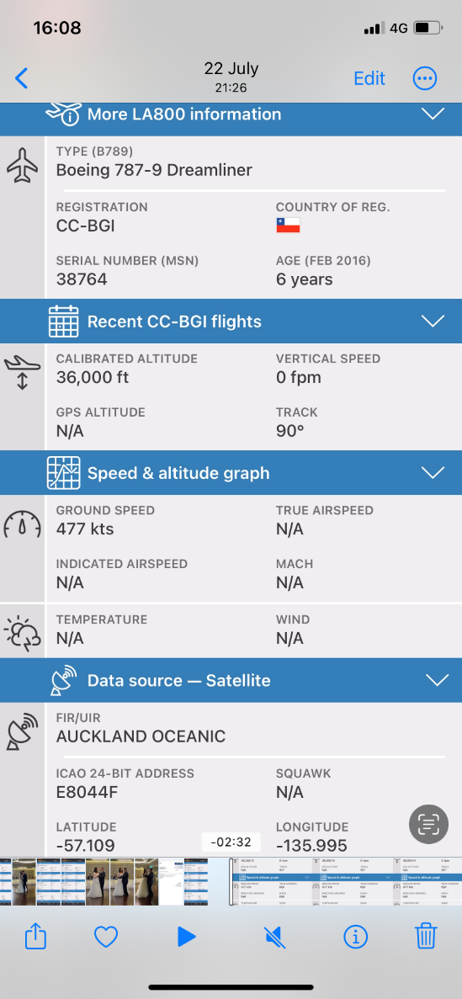 16:08
4G
22 July
21:26
Edit
More LA800 information
TYPE (B789)
Boeing 787-9 Dreamliner
REGISTRATION COUNTRY OF REG.
CC-BGI
SERIAL NUMBER (MSN) AGE (FEB 2016)
38764 6 years
Recent CC-BGI flights
CALIBRATED ALTITUDE VERTICAL SPEED
36,000 ft 0 fpm
GPS ALTITUDE TRACK
N/A 90°
Speed & altitude graph
GROUND SPEED TRUE AIRSPEED
477 kts N/A
INDICATED AIRSPEED MACH
N/A N/A
TEMPERATURE WIND
N/A N/A
Data source — Satellite
FIR/UIR
AUCKLAND OCEANIC
ICAO 24-BIT ADDRESS SQUAWK
E8044F N/A
LATITUDE LONGITUDE
-57.109 -02:32 -135.995